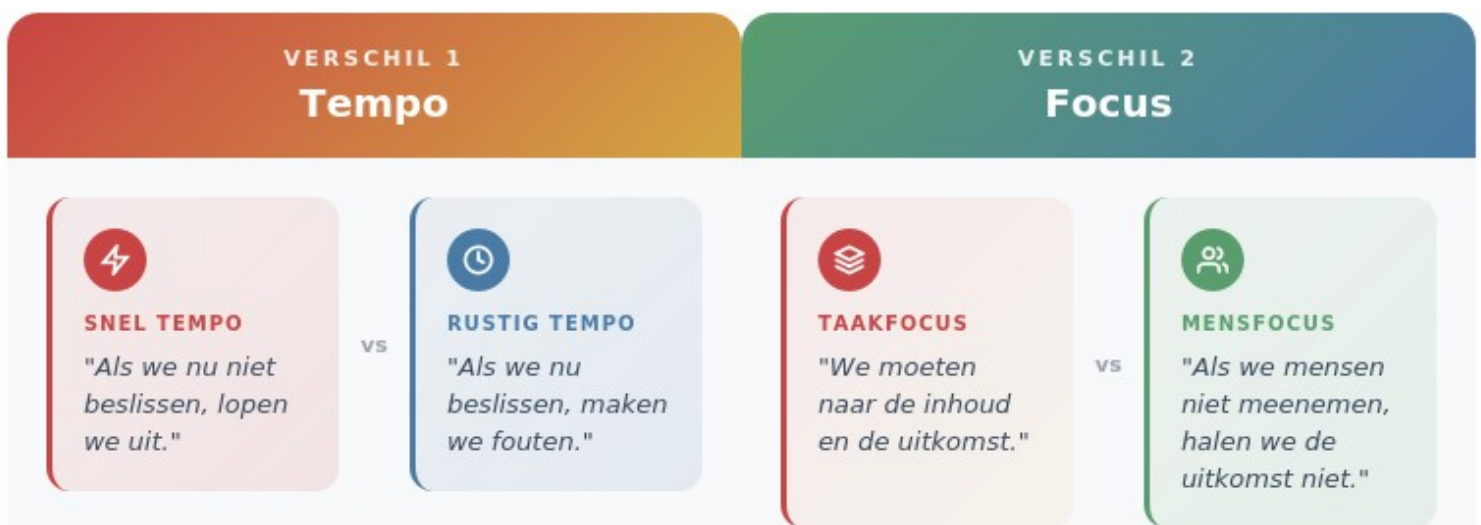 VERSCHIL 1
Tempo
SNEL TEMPO
"Als we nu niet
beslissen, lopen
we uit."
vs
RUSTIG TEMPO
"Als we nu
beslissen, maken
we fouten."
VERSCHIL 2
Focus
TAAKFOCUS
"We moeten
naar de inhoud
en de uitkomst."
vs
MENSFOCUS
"Als we mensen
niet meenemen,
halen we de
uitkomst niet."